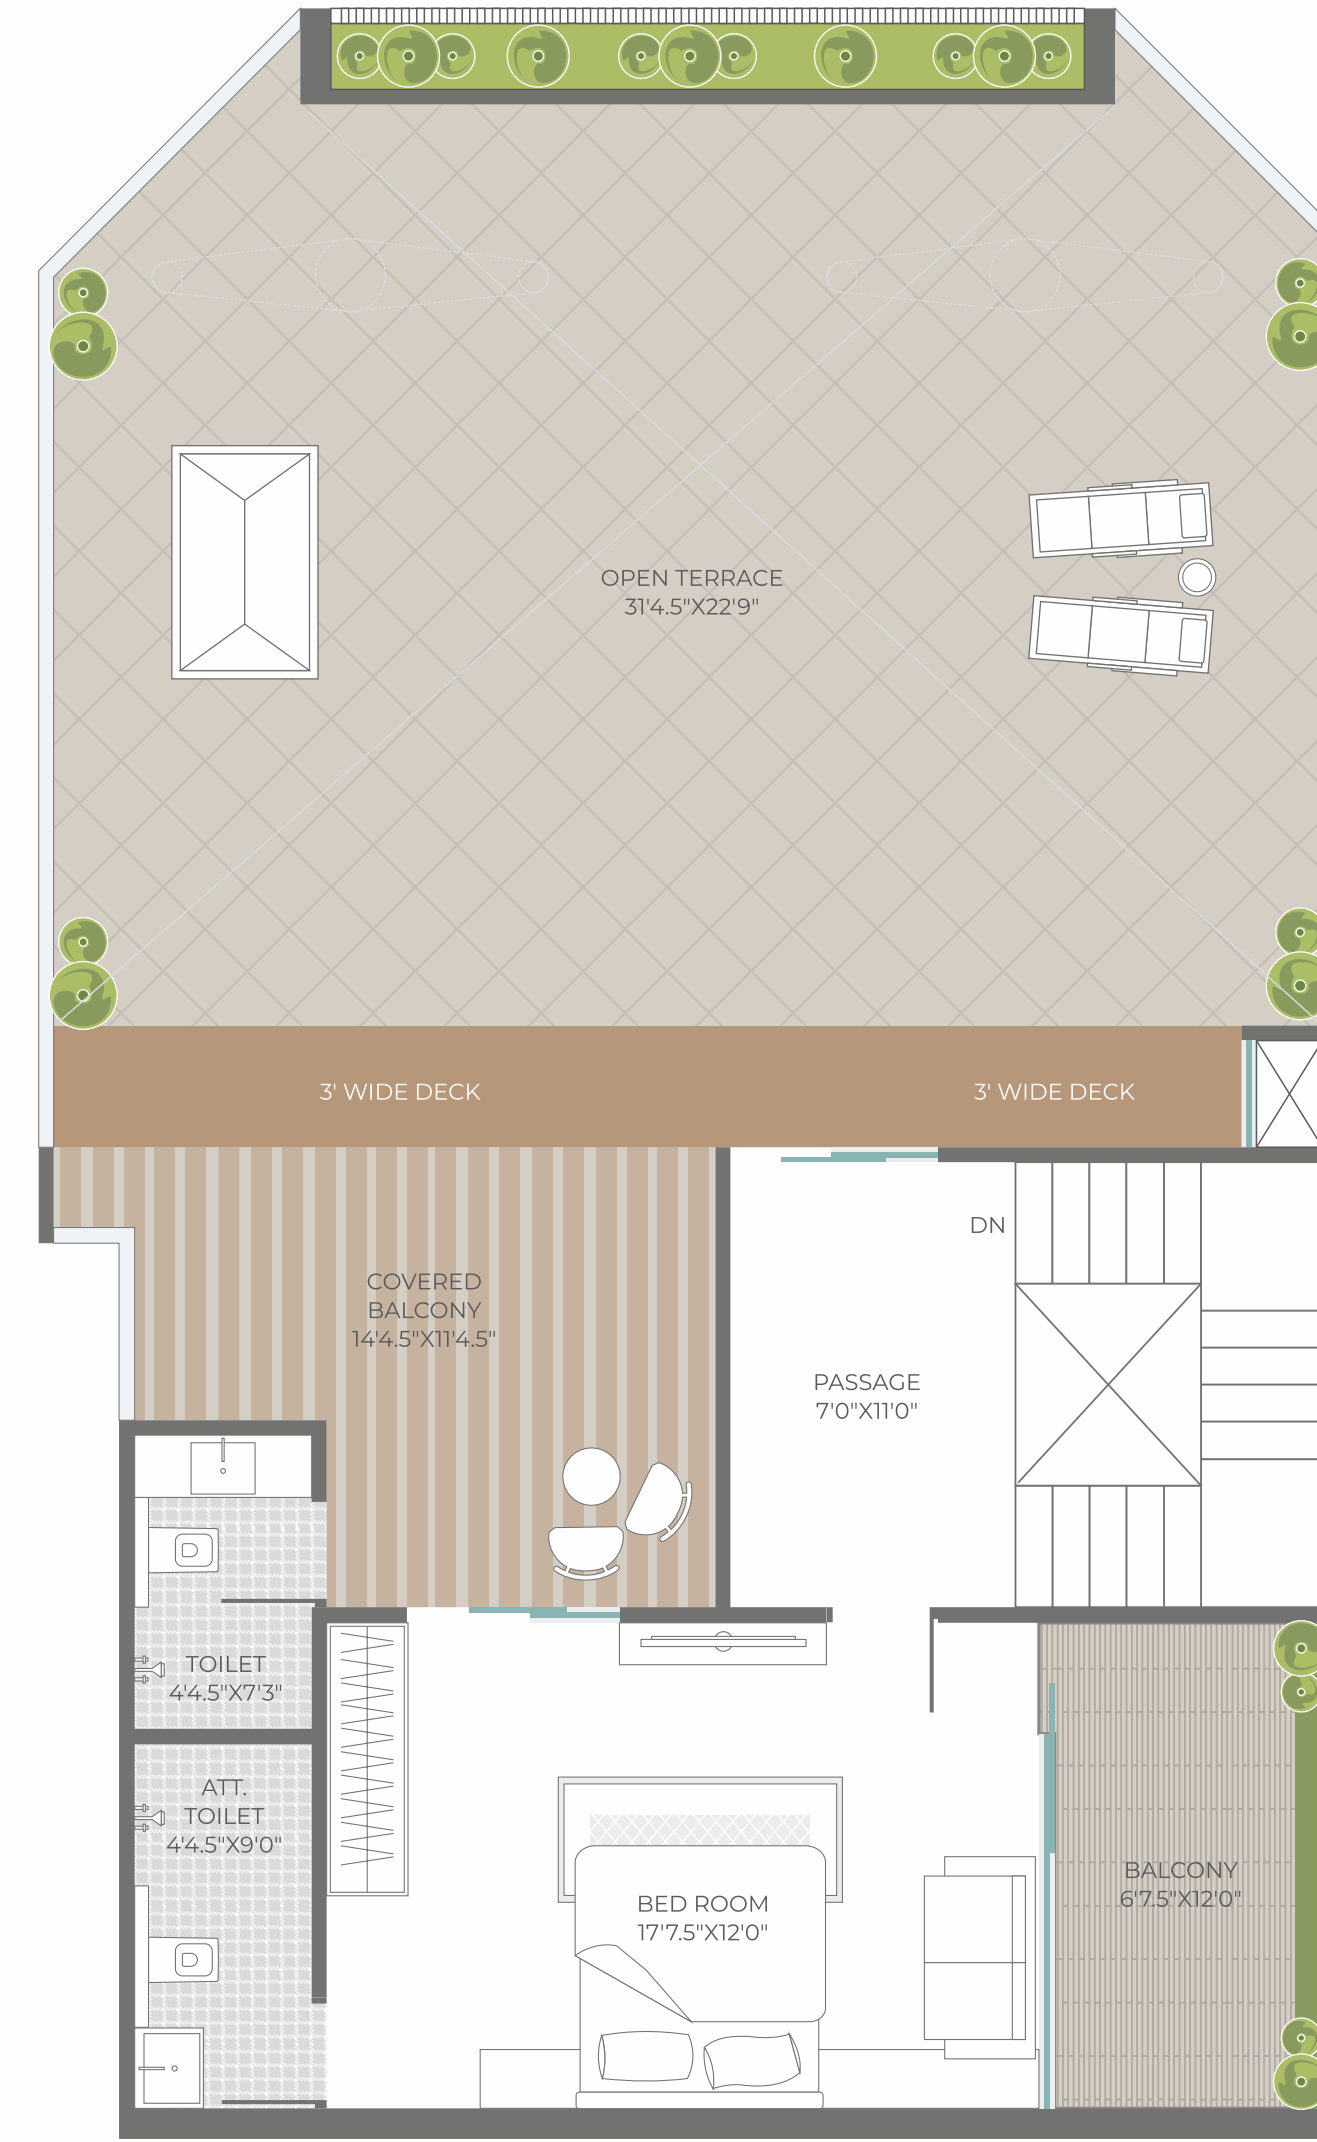 OPEN TERRACE
31'4.5"X22'9"
3' WIDE DECK
3' WIDE DECK
DN
COVERED
BALCONY
14'4.5"X11'4.5"
PASSAGE
7'0"X11'0"
TOILET
4'4.5"X7'3"
ATT.
TOILET
4'4.5"X9'0"
BALCONY
6'7.5"X12'0"
BED ROOM
17'7.5"X12'0"